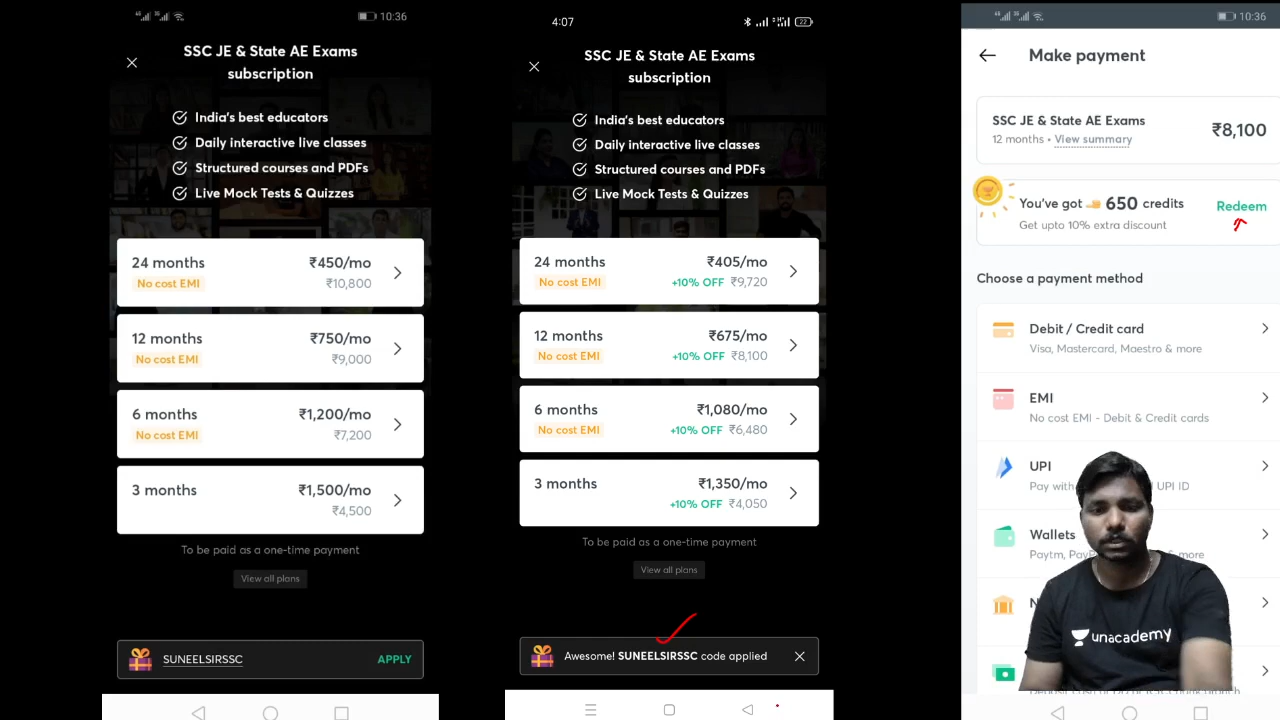 10:36
SSC JE & State AE Exams
subscription
India's best educators
Daily interactive live classes
Structured courses and PDFs
Live Mock Tests & Quizzes
24 months ₹450/mo
No cost EMI ₹10,800
12 months ₹750/mo
No cost EMI ₹9,000
6 months ₹1,200/mo
No cost EMI ₹7,200
3 months ₹1,500/mo
₹4,500
To be paid as a one-time payment
View all plans
SUNEELSIRSSC APPLY
4:07 22
SSC JE & State AE Exams
subscription
India's best educators
Daily interactive live classes
Structured courses and PDFs
Live Mock Tests & Quizzes
24 months ₹405/mo
No cost EMI +10% OFF ₹9,720
12 months ₹675/mo
No cost EMI +10% OFF ₹8,100
6 months ₹1,080/mo
No cost EMI +10% OFF ₹6,480
3 months ₹1,350/mo
+10% OFF ₹4,050
To be paid as a one-time payment
View all plans
Awesome! SUNEELSIRSSC code applied
10:36
Make payment
SSC JE & State AE Exams ₹8,100
12 months • View summary
You've got 650 credits Redeem
Get upto 10% extra discount
Choose a payment method
Debit / Credit card
Visa, Mastercard, Maestro & more
EMI
No cost EMI - Debit & Credit cards
UPI
Pay with UPI ID
Wallets
Paytm, & more
unacademy